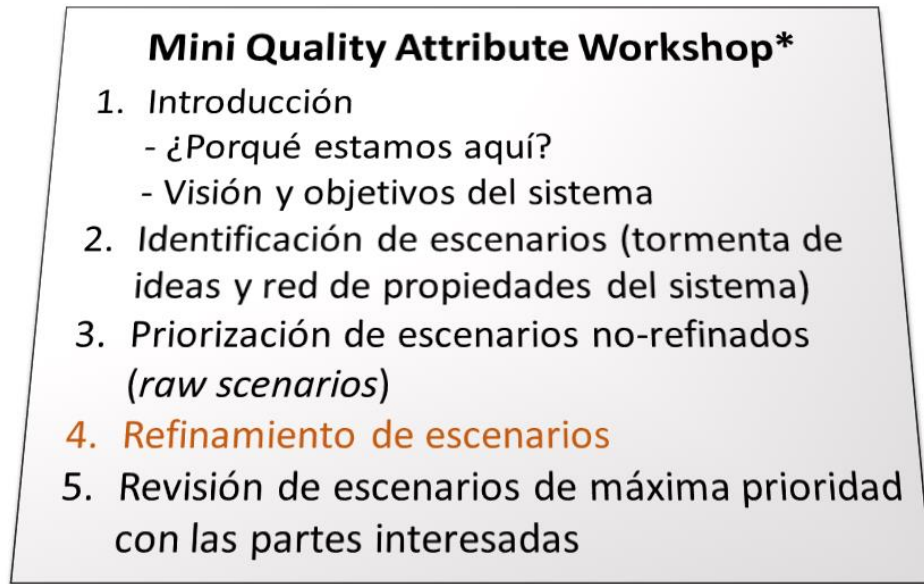 Mini Quality Attribute Workshop*
1. Introducción
- ¿Porqué estamos aquí?
- Visión y objetivos del sistema
2. Identificación de escenarios (tormenta de
ideas y red de propiedades del sistema)
3. Priorización de escenarios no-refinados
(raw scenarios)
4. Refinamiento de escenarios
5. Revisión de escenarios de máxima prioridad
con las partes interesadas